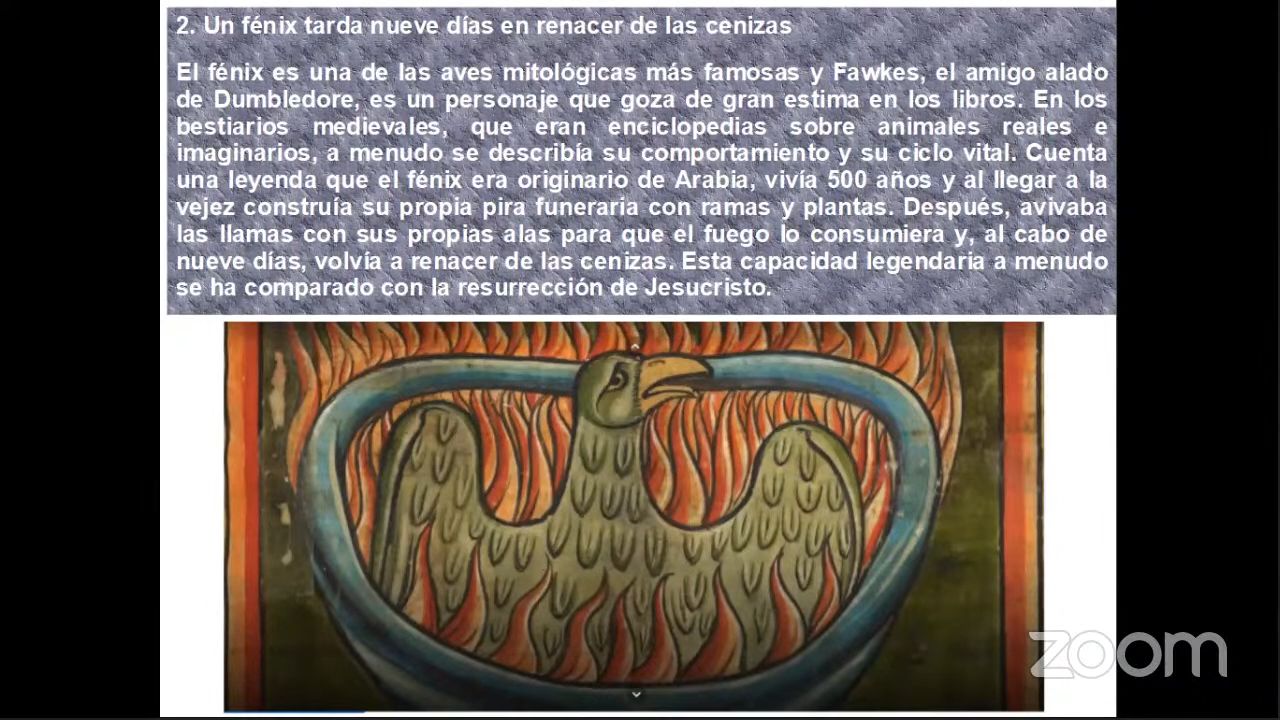 2. Un fénix tarda nueve días en renacer de las cenizas
El fénix es una de las aves mitológicas más famosas y Fawkes, el amigo alado
de Dumbledore, es un personaje que goza de gran estima en los libros. En los
bestiarios medievales, que eran enciclopedias sobre animales reales e
imaginarios, a menudo se describía su comportamiento y su ciclo vital. Cuenta
una leyenda que el fénix era originario de Arabia, vivía 500 años y al llegar a la
vejez construía su propia pira funeraria con ramas y plantas. Después, avivaba
las llamas con sus propias alas para que el fuego lo consumiera y, al cabo de
nueve días, volvía a renacer de las cenizas. Esta capacidad legendaria a menudo
se ha comparado con la resurrección de Jesucristo.
zoom